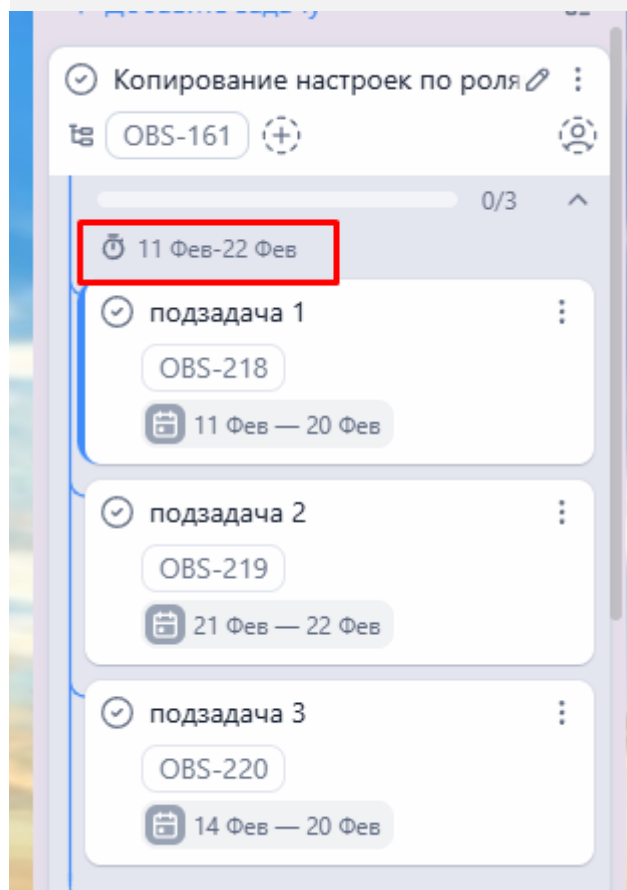 Копирование настроек по роля
OBS-161
0/3
11 Фев-22 Фев
подзадача 1
OBS-218
11 Фев — 20 Фев
подзадача 2
OBS-219
21 Фев — 22 Фев
подзадача 3
OBS-220
14 Фев — 20 Фев